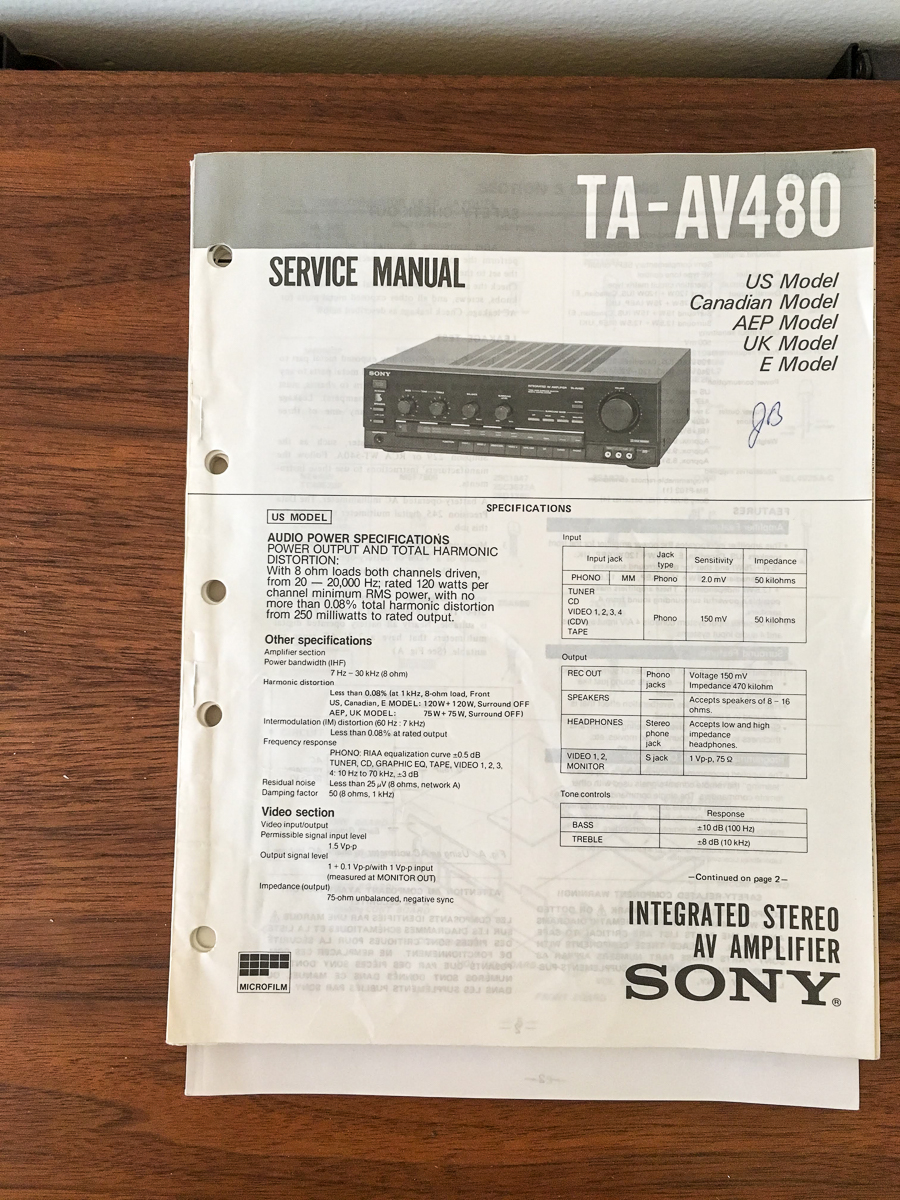 TA-AV480
SERVICE MANUAL
US Model
Canadian Model
AEP Model
UK Model
E Model
SONY
JB
SPECIFICATIONS
US MODEL
AUDIO POWER SPECIFICATIONS
POWER OUTPUT AND TOTAL HARMONIC
DISTORTION:
With 8 ohm loads both channels driven,
from 20 — 20,000 Hz; rated 120 watts per
channel minimum RMS power, with no
more than 0.08% total harmonic distortion
from 250 milliwatts to rated output.
Other specifications
Amplifier section
Power bandwidth (IHF)
7 Hz – 30 kHz (8 ohm)
Harmonic distortion
Less than 0.08% (at 1 kHz, 8-ohm load, Front
US, Canadian, E MODEL: 120W+120W, Surround OFF
AEP, UK MODEL: 75W+75W, Surround OFF)
Intermodulation (IM) distortion (60 Hz : 7 kHz)
Less than 0.08% at rated output
Frequency response
PHONO: RIAA equalization curve ±0.5 dB
TUNER, CD, GRAPHIC EQ, TAPE, VIDEO 1, 2, 3,
4: 10 Hz to 70 kHz, ±3 dB
Residual noise Less than 25 μV (8 ohms, network A)
Damping factor 50 (8 ohms, 1 kHz)
Video section
Video input/output
Permissible signal input level
1.5 Vp-p
Output signal level
1 + 0.1 Vp-p/with 1 Vp-p input
(measured at MONITOR OUT)
Impedance (output)
75-ohm unbalanced, negative sync
MICROFILM
Input
Input jack Jack type Sensitivity Impedance
PHONO MM Phono 2.0 mV 50 kilohms
TUNER
CD
VIDEO 1, 2, 3, 4
(CDV)
TAPE
Phono 150 mV 50 kilohms
Output
REC OUT Phono jacks Voltage 150 mV
Impedance 470 kilohm
SPEAKERS —— Accepts speakers of 8 – 16
ohms.
HEADPHONES Stereo phone jack Accepts low and high
impedance
headphones.
VIDEO 1, 2,
MONITOR
S jack 1 Vp-p, 75 Ω
Tone controls
Response
BASS ±10 dB (100 Hz)
TREBLE ±8 dB (10 kHz)
—Continued on page 2—
INTEGRATED STEREO
AV AMPLIFIER
SONY®